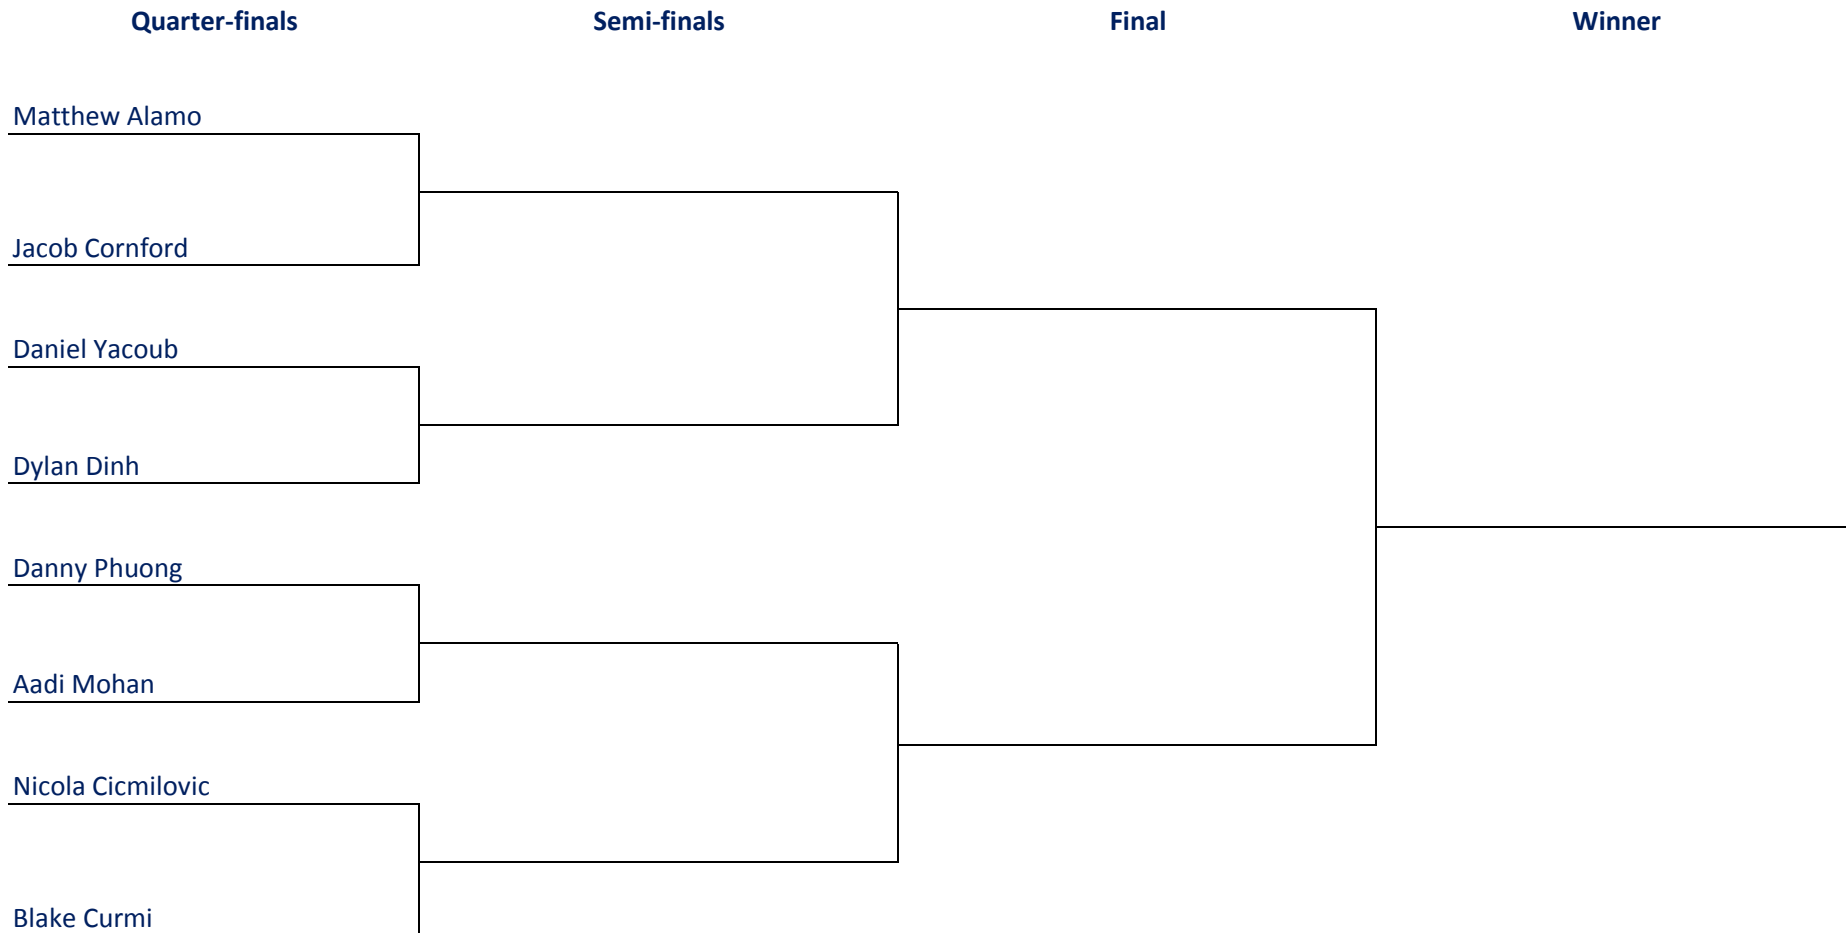 Quarter-finals Semi-finals Final Winner
Matthew Alamo
Jacob Cornford
Daniel Yacoub
Dylan Dinh
Danny Phuong
Aadi Mohan
Nicola Cicmilovic
Blake Curmi